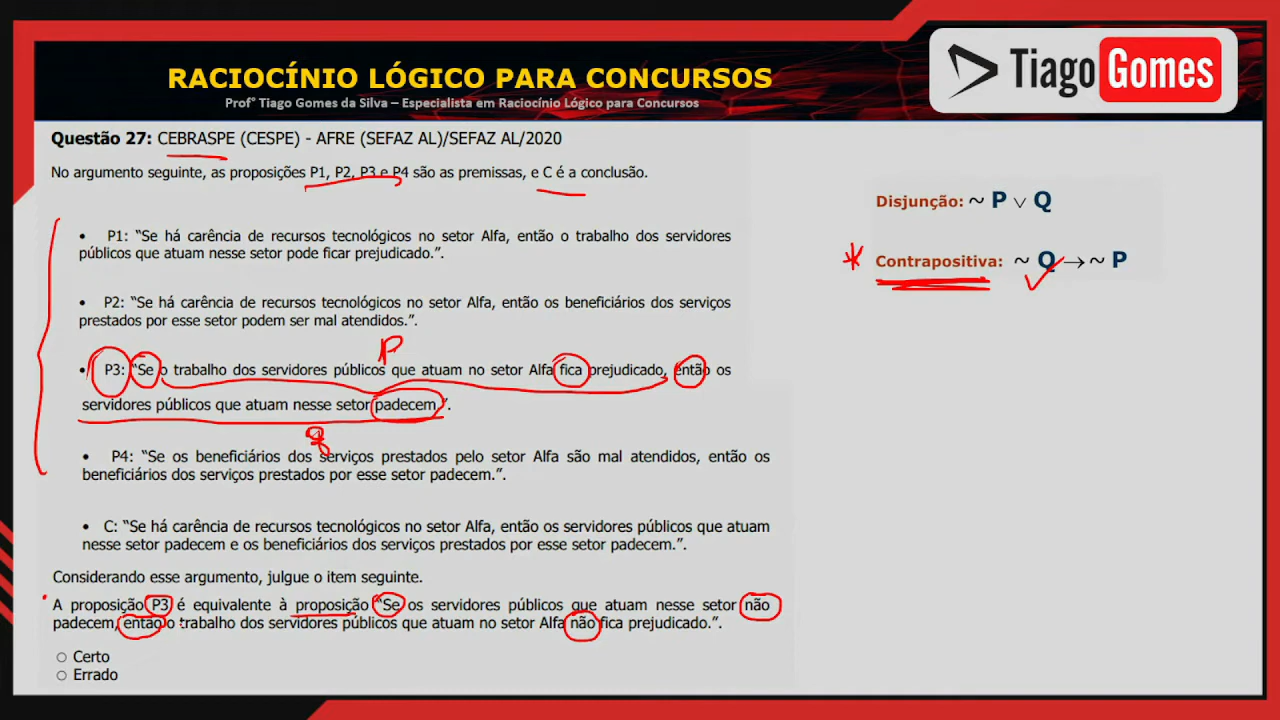 RACIOCÍNIO LÓGICO PARA CONCURSOS
Profº Tiago Gomes da Silva – Especialista em Raciocínio Lógico para Concursos
Tiago Gomes
Questão 27: CEBRASPE (CESPE) - AFRE (SEFAZ AL)/SEFAZ AL/2020
No argumento seguinte, as proposições P1, P2, P3 e P4 são as premissas, e C é a conclusão.
• P1: “Se há carência de recursos tecnológicos no setor Alfa, então o trabalho dos servidores
públicos que atuam nesse setor pode ficar prejudicado.”.
• P2: “Se há carência de recursos tecnológicos no setor Alfa, então os beneficiários dos serviços
prestados por esse setor podem ser mal atendidos.”.
P
• P3: “Se o trabalho dos servidores públicos que atuam no setor Alfa fica prejudicado, então os
servidores públicos que atuam nesse setor padecem.”.
q
• P4: “Se os beneficiários dos serviços prestados pelo setor Alfa são mal atendidos, então os
beneficiários dos serviços prestados por esse setor padecem.”.
• C: “Se há carência de recursos tecnológicos no setor Alfa, então os servidores públicos que atuam
nesse setor padecem e os beneficiários dos serviços prestados por esse setor padecem.”.
Considerando esse argumento, julgue o item seguinte.
A proposição P3 é equivalente à proposição “Se os servidores públicos que atuam nesse setor não
padecem, então o trabalho dos servidores públicos que atuam no setor Alfa não fica prejudicado.”.
○ Certo
○ Errado
Disjunção: ~ P ∨ Q
* Contrapositiva: ~ Q → ~ P